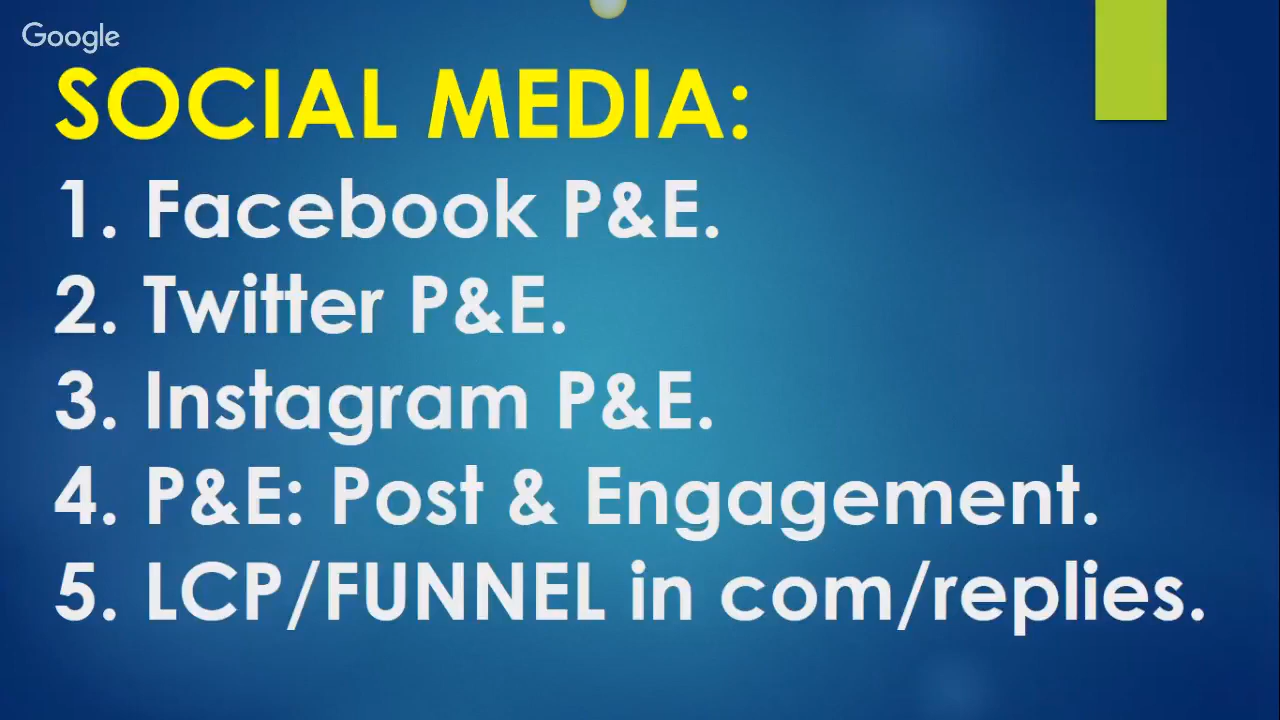 Google
SOCIAL MEDIA:
1. Facebook P&E.
2. Twitter P&E.
3. Instagram P&E.
4. P&E: Post & Engagement.
5. LCP/FUNNEL in com/replies.